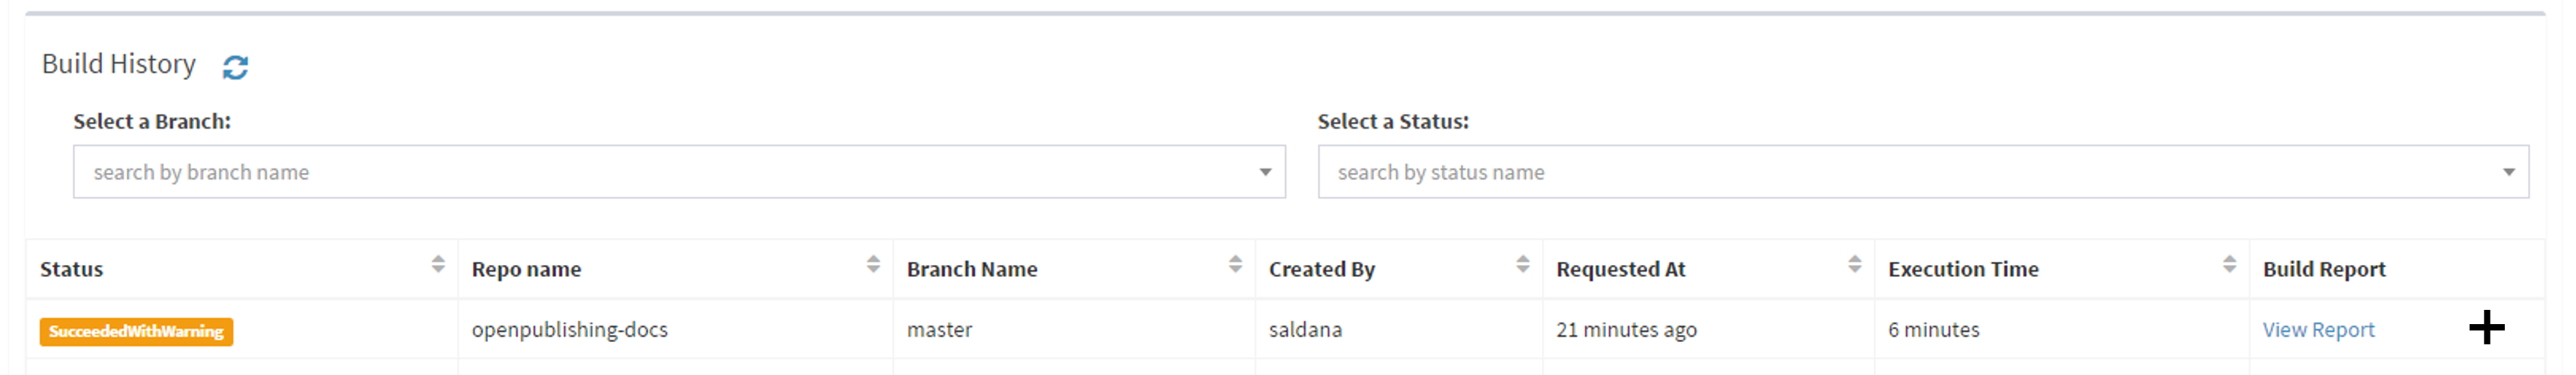 Build History
Select a Branch: Select a Status:
search by branch name search by status name
Status Repo name Branch Name Created By Requested At Execution Time Build Report
SucceededWithWarning openpublishing-docs master saldana 21 minutes ago 6 minutes View Report